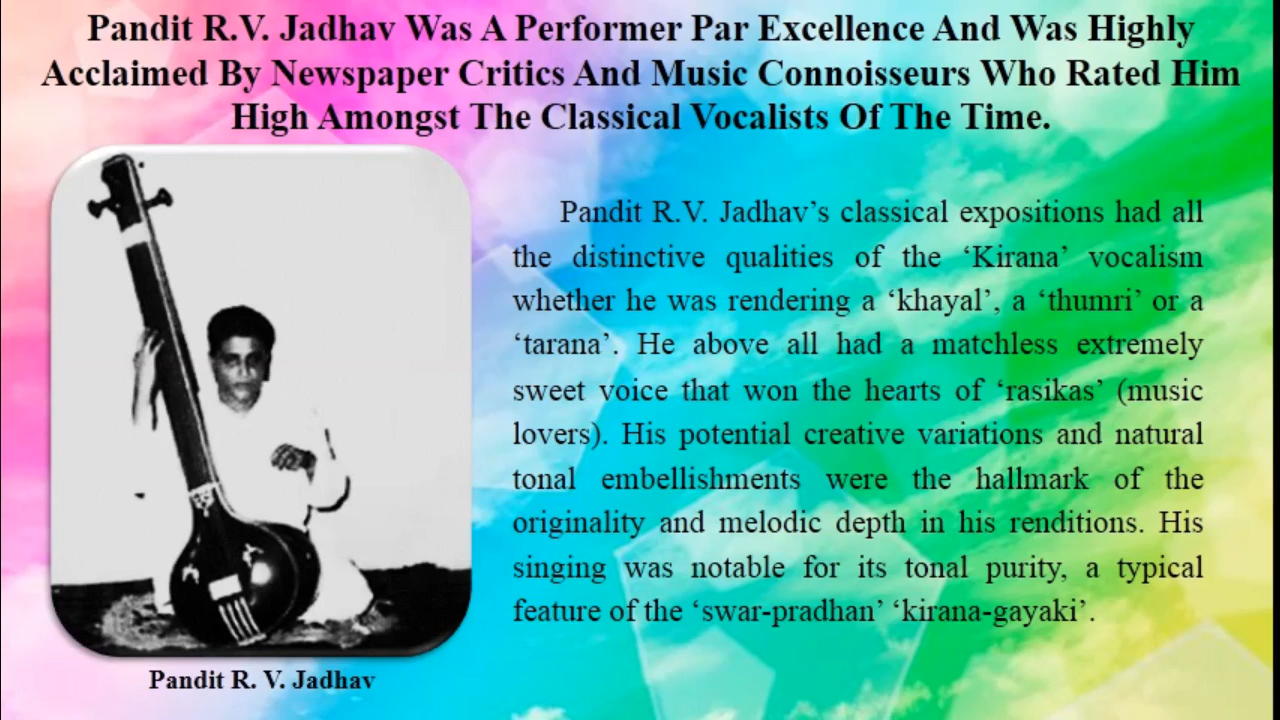 Pandit R.V. Jadhav Was A Performer Par Excellence And Was Highly
Acclaimed By Newspaper Critics And Music Connoisseurs Who Rated Him
High Amongst The Classical Vocalists Of The Time.
Pandit R.V. Jadhav’s classical expositions had all
the distinctive qualities of the ‘Kirana’ vocalism
whether he was rendering a ‘khayal’, a ‘thumri’ or a
‘tarana’. He above all had a matchless extremely
sweet voice that won the hearts of ‘rasikas’ (music
lovers). His potential creative variations and natural
tonal embellishments were the hallmark of the
originality and melodic depth in his renditions. His
singing was notable for its tonal purity, a typical
feature of the ‘swar-pradhan’ ‘kirana-gayaki’.
Pandit R. V. Jadhav